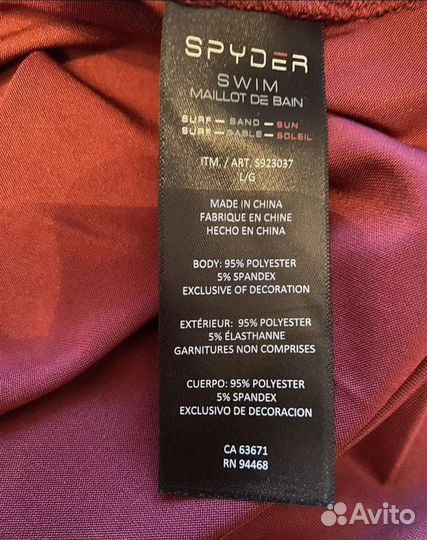 SPYDER
SWIM
MAILLOT DE BAIN
SURF — SAND — SUN
SURF — SABLE — SOLEIL
ITM. / ART. S923037
L/G
MADE IN CHINA
FABRIQUE EN CHINE
HECHO EN CHINA
BODY: 95% POLYESTER
5% SPANDEX
EXCLUSIVE OF DECORATION
EXTÉRIEUR: 95% POLYESTER
5% ÉLASTHANNE
GARNITURES NON COMPRISES
CUERPO: 95% POLYESTER
5% SPANDEX
EXCLUSIVO DE DECORACION
CA 63671
RN 94468
Avito